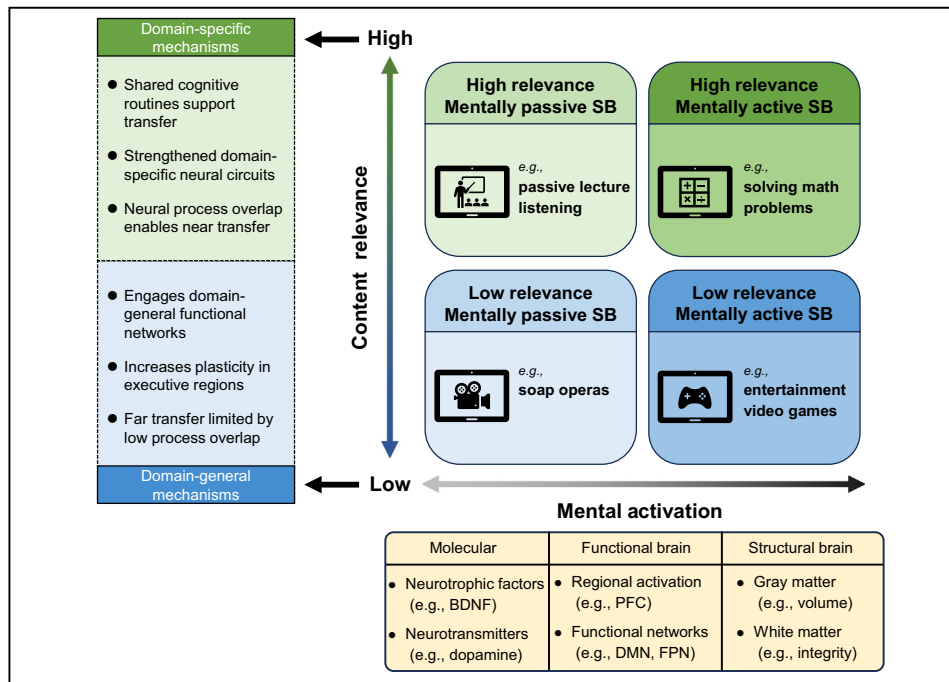 Domain-specific
mechanisms
● Shared cognitive
routines support
transfer
● Strengthened domain-
specific neural circuits
● Neural process overlap
enables near transfer
● Engages domain-
general functional
networks
● Increases plasticity in
executive regions
● Far transfer limited by
low process overlap
Domain-general
mechanisms
High
Content relevance
Low
High relevance
Mentally passive SB
e.g.,
passive lecture
listening
High relevance
Mentally active SB
e.g.,
solving math
problems
Low relevance
Mentally passive SB
e.g.,
soap operas
Low relevance
Mentally active SB
e.g.,
entertainment
video games
Mental activation
Molecular
● Neurotrophic factors
(e.g., BDNF)
● Neurotransmitters
(e.g., dopamine)
Functional brain
● Regional activation
(e.g., PFC)
● Functional networks
(e.g., DMN, FPN)
Structural brain
● Gray matter
(e.g., volume)
● White matter
(e.g., integrity)